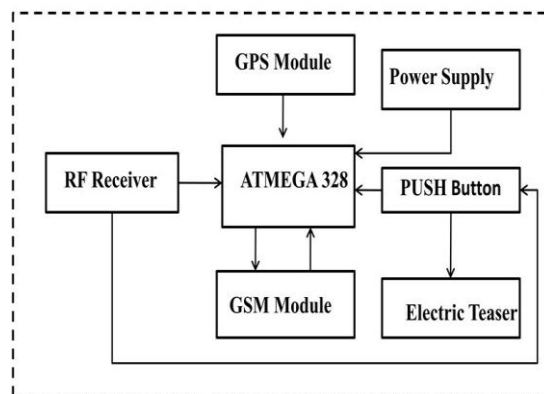 GPS Module
Power Supply
RF Receiver
ATMEGA 328
PUSH Button
GSM Module
Electric Teaser